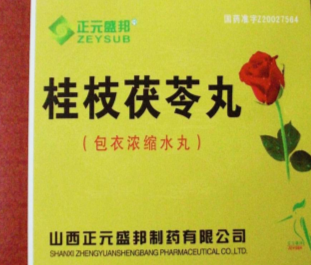 正元盛邦®
ZEYSUB
国药准字Z20027564
桂枝茯苓丸
(包衣浓缩水丸)
山西正元盛邦制药有限公司
SHANXI ZHENGYUANSHENGBANG PHARMACEUTICAL CO.,LTD.